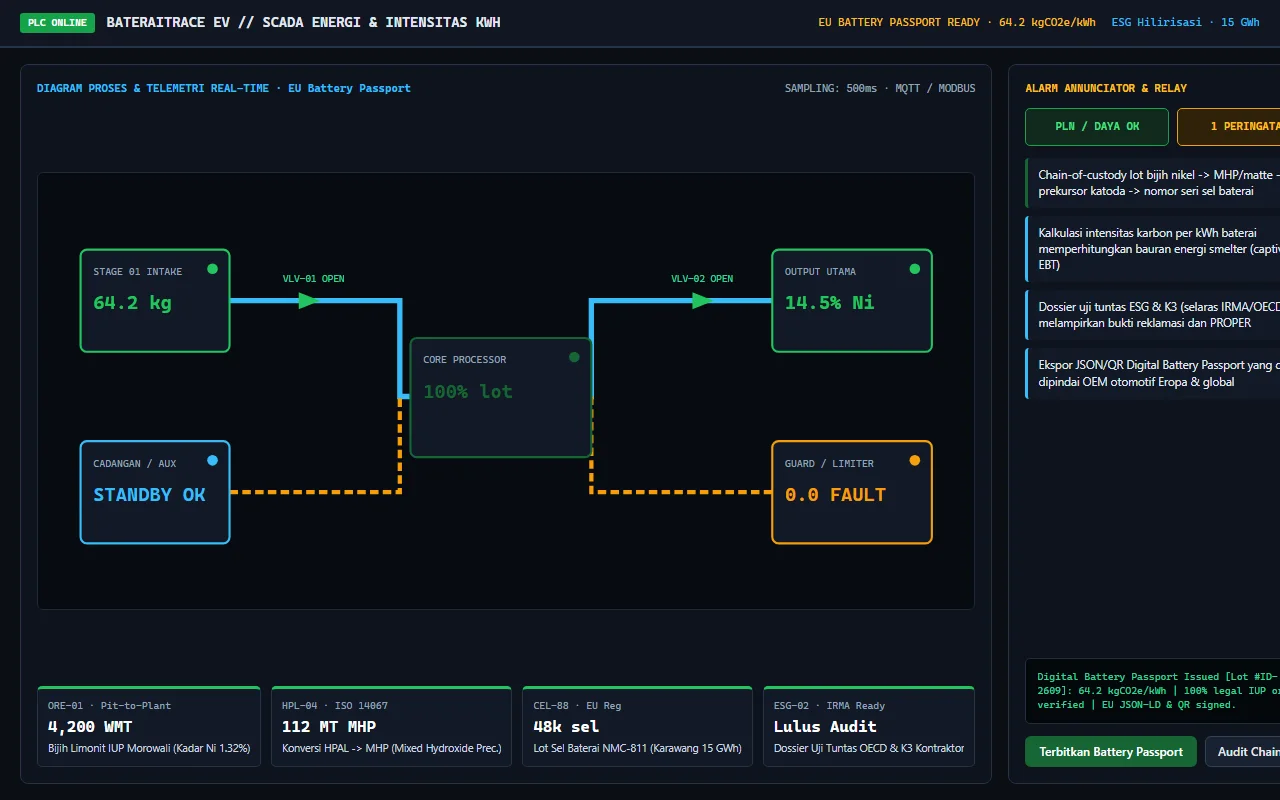 PLC ONLINE
BATERAITRACE EV // SCADA ENERGI & INTENSITAS KWH
EU BATTERY PASSPORT READY · 64.2 kgCO2e/kWh
ESG Hilirisasi · 15 GWh
DIAGRAM PROSES & TELEMETRI REAL-TIME · EU Battery Passport
SAMPLING: 500ms · MQTT / MODBUS
STAGE 01 INTAKE
64.2 kg
VLV-01 OPEN
VLV-02 OPEN
OUTPUT UTAMA
14.5% Ni
CORE PROCESSOR
100% lot
CADANGAN / AUX
STANDBY OK
GUARD / LIMITER
0.0 FAULT
ORE-01 · Pit-to-Plant
4,200 WMT
Bijih Limonit IUP Morowali (Kadar Ni 1.32%)
HPL-04 · ISO 14067
112 MT MHP
Konversi HPAL -> MHP (Mixed Hydroxide Prec.)
CEL-88 · EU Reg
48k sel
Lot Sel Baterai NMC-811 (Karawang 15 GWh)
ESG-02 · IRMA Ready
Lulus Audit
Dossier Uji Tuntas OECD & K3 Kontraktor
ALARM ANNUNCIATOR & RELAY
PLN / DAYA OK
1 PERINGATA
Chain-of-custody lot bijih nikel -> MHP/matte -
prekursor katoda -> nomor seri sel baterai
Kalkulasi intensitas karbon per kWh baterai
memperhitungkan bauran energi smelter (captiv
EBT)
Dossier uji tuntas ESG & K3 (selaras IRMA/OECD
melampirkan bukti reklamasi dan PROPER
Ekspor JSON/QR Digital Battery Passport yang
dipindai OEM otomotif Eropa & global
Digital Battery Passport Issued [Lot #ID-
2609]: 64.2 kgCO2e/kWh | 100% legal IUP
verified | EU JSON-LD & QR signed.
Terbitkan Battery Passport
Audit Chain